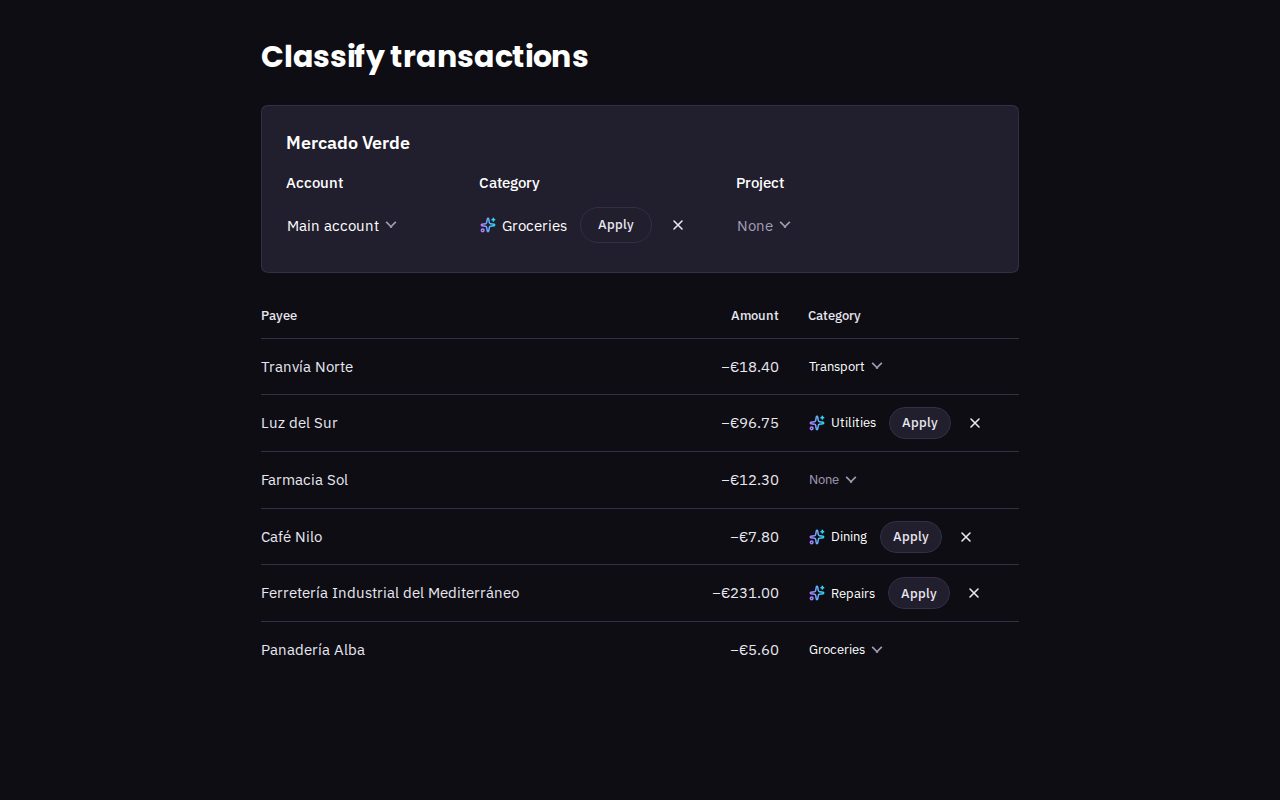 Classify transactions
Mercado Verde
Account Category Project
Main account Groceries Apply None
Payee Amount Category
Tranvía Norte −€18.40 Transport
Luz del Sur −€96.75 Utilities Apply
Farmacia Sol −€12.30 None
Café Nilo −€7.80 Dining Apply
Ferretería Industrial del Mediterráneo −€231.00 Repairs Apply
Panadería Alba −€5.60 Groceries